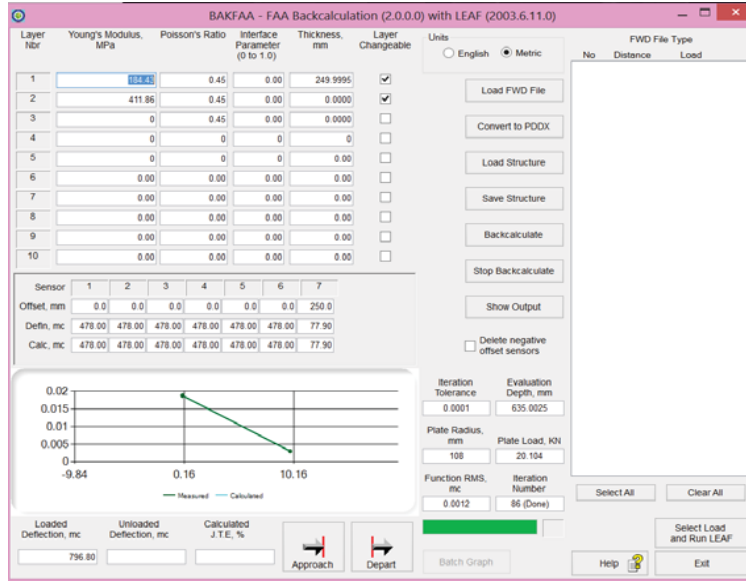 BAKFAA - FAA Backcalculation (2.0.0.0) with LEAF (2003.6.11.0)
Layer Nbr Young's Modulus, MPa Poisson's Ratio Interface Parameter (0 to 1.0) Thickness, mm Layer Changeable
1 184.43 0.45 0.00 249.9995
2 411.86 0.45 0.00 0.0000
3 0 0.45 0.00 0.0000
4 0 0 0 0
5 0 0 0 0.00
6 0.00 0.00 0.00 0.00
7 0.00 0.00 0.00 0.00
8 0.00 0.00 0.00 0.00
9 0.00 0.00 0.00 0.00
10 0.00 0.00 0.00 0.00
Sensor 1 2 3 4 5 6 7
Offset, mm 0.0 0.0 0.0 0.0 0.0 0.0 250.0
Defln, mc 478.00 478.00 478.00 478.00 478.00 478.00 77.90
Calc, mc 478.00 478.00 478.00 478.00 478.00 478.00 77.90
0.02
0.015
0.01
0.005
0
-9.84 0.16 10.16
Measured Calculated
Loaded Deflection, mc
796.80
Unloaded Deflection, mc
Calculated J.T.E, %
Approach
Depart
Units
English Metric
Load FWD File
Convert to PDDX
Load Structure
Save Structure
Backcalculate
Stop Backcalculate
Show Output
Delete negative
offset sensors
Iteration Tolerance
0.0001
Evaluation Depth, mm
635.0025
Plate Radius, mm
108
Plate Load, KN
20.104
Function RMS, mc
0.0012
Iteration Number
86 (Done)
Batch Graph
FWD File Type
No Distance Load
Select All
Clear All
Select Load
and Run LEAF
Help
Exit